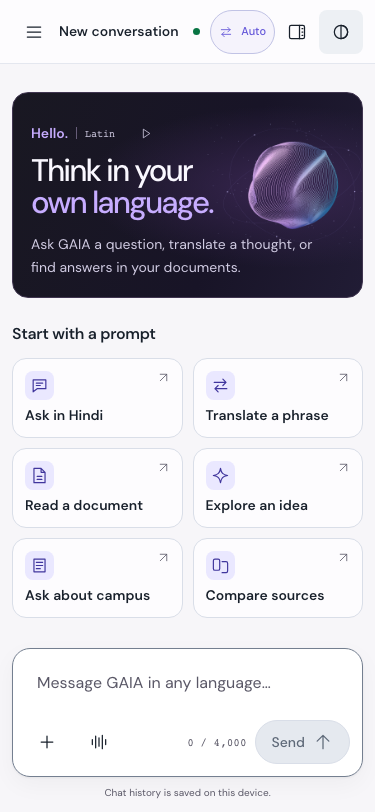 New conversation
Auto
Hello.
Latin
Think in your
own language.
Ask GAIA a question, translate a thought, or
find answers in your documents.
Start with a prompt
Ask in Hindi
Translate a phrase
Read a document
Explore an idea
Ask about campus
Compare sources
Message GAIA in any language...
0 / 4,000
Send
Chat history is saved on this device.